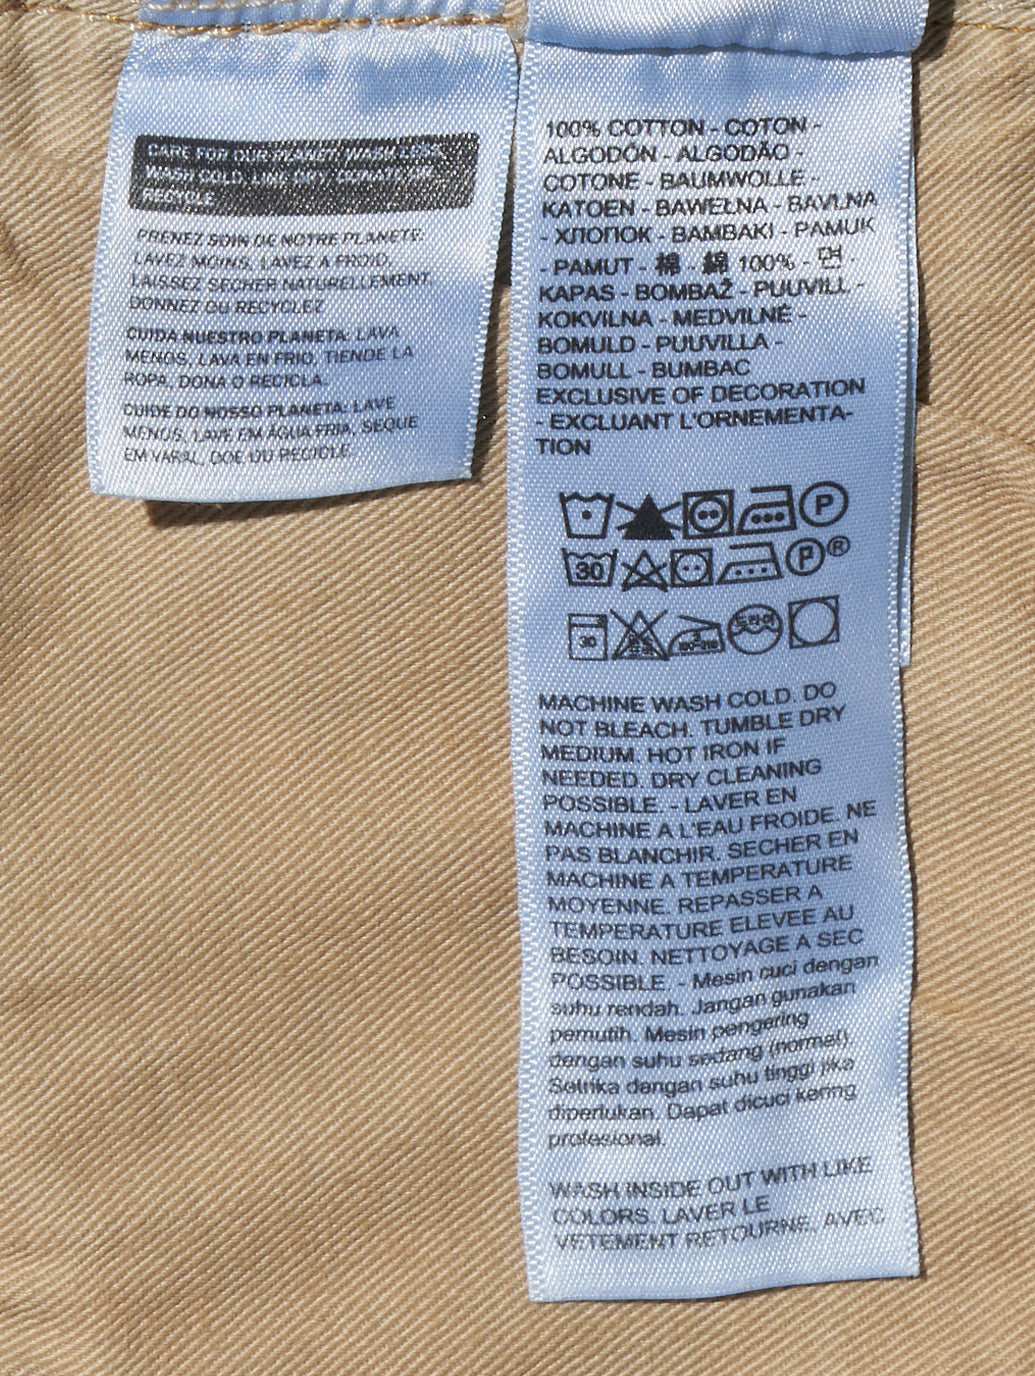 CARE FOR OUR PLANET: WASH LESS,
WASH COLD, LINE DRY, DONATE OR
RECYCLE
PRENEZ SOIN DE NOTRE PLANETE:
LAVEZ MOINS, LAVEZ A FROID,
LAISSEZ SECHER NATURELLEMENT,
DONNEZ OU RECYCLEZ
CUIDA NUESTRO PLANETA: LAVA
MENOS, LAVA EN FRIO, TIENDE LA
ROPA, DONA O RECICLA.
CUIDE DO NOSSO PLANETA: LAVE
MENOS, LAVE EM ÁGUA FRIA, SEQUE
EM VARAL, DOE OU RECICLE.
100% COTTON - COTON -
ALGODÓN - ALGODÃO -
COTONE - BAUMWOLLE -
KATOEN - BAWEŁNA - BAVLNA
- ХЛОПОК - BAMBAKI - PAMUK
- PAMUT - 棉 - 綿 100% - 면 -
KAPAS - BOMBAŽ - PUUVILL -
KOKVILNA - MEDVILNĖ -
BOMULD - PUUVILLA -
BOMULL - BUMBAC
EXCLUSIVE OF DECORATION
- EXCLUANT L'ORNEMENTA-
TION
P
30 P®
30 드라이
MACHINE WASH COLD. DO
NOT BLEACH. TUMBLE DRY
MEDIUM. HOT IRON IF
NEEDED. DRY CLEANING
POSSIBLE. - LAVER EN
MACHINE A L'EAU FROIDE. NE
PAS BLANCHIR. SECHER EN
MACHINE A TEMPERATURE
MOYENNE. REPASSER A
TEMPERATURE ELEVEE AU
BESOIN. NETTOYAGE A SEC
POSSIBLE. - Mesin cuci dengan
suhu rendah. Jangan gunakan
pemutih. Mesin pengering
dengan suhu sedang (normal).
Setrika dengan suhu tinggi jika
diperlukan. Dapat dicuci kering
profesional.
WASH INSIDE OUT WITH LIKE
COLORS. LAVER LE
VETEMENT RETOURNE, AVEC